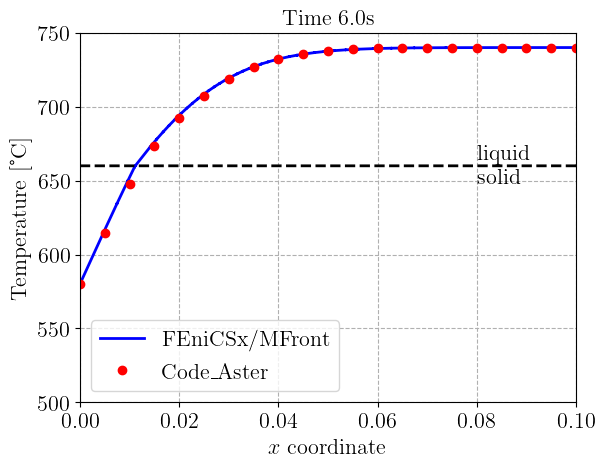 Time 6.0s
Temperature [°C]
750
700
650
600
550
500
liquid
solid
FEniCSx/MFront
Code_Aster
0.00 0.02 0.04 0.06 0.08 0.10
x coordinate